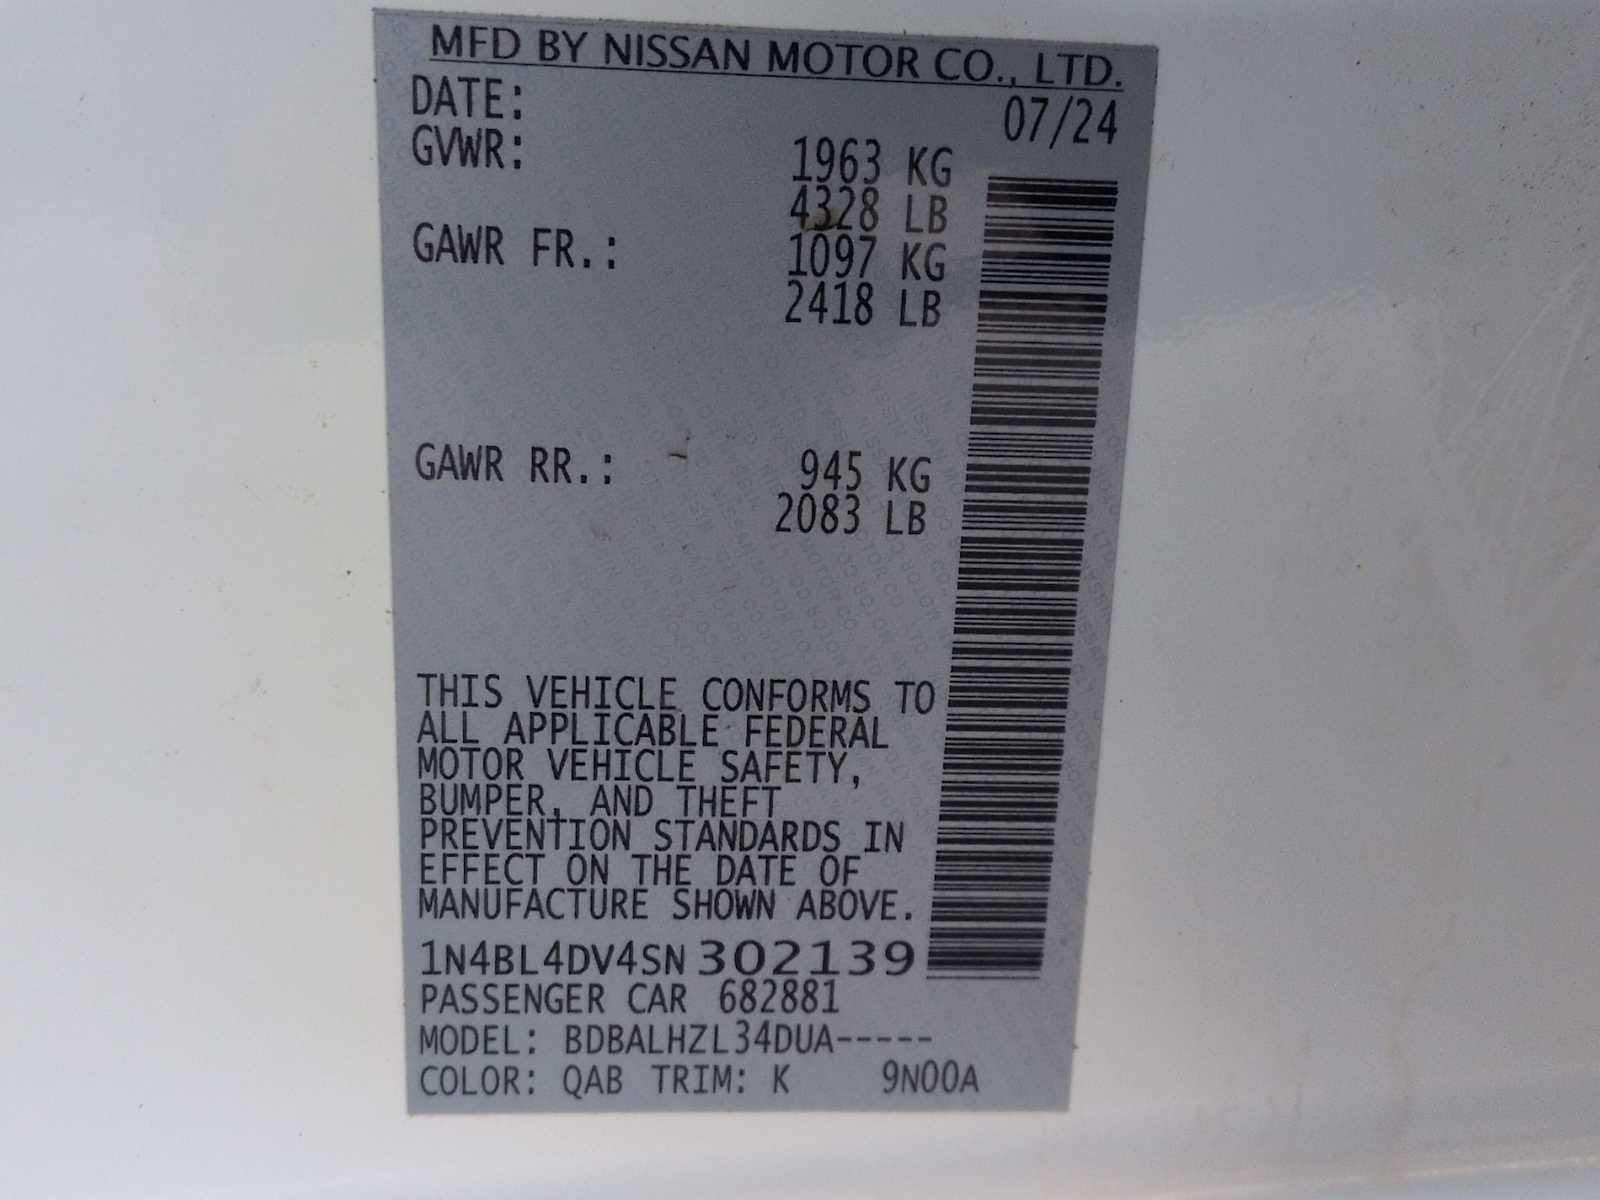 MFD BY NISSAN MOTOR CO., LTD.
DATE: 07/24
GVWR: 1963 KG
4328 LB
GAWR FR.: 1097 KG
2418 LB
GAWR RR.: 945 KG
2083 LB
THIS VEHICLE CONFORMS TO
ALL APPLICABLE FEDERAL
MOTOR VEHICLE SAFETY,
BUMPER, AND THEFT
PREVENTION STANDARDS IN
EFFECT ON THE DATE OF
MANUFACTURE SHOWN ABOVE.
1N4BL4DV4SN302139
PASSENGER CAR 682881
MODEL: BDBALHZL34DUA-----
COLOR: QAB TRIM: K 9N00A